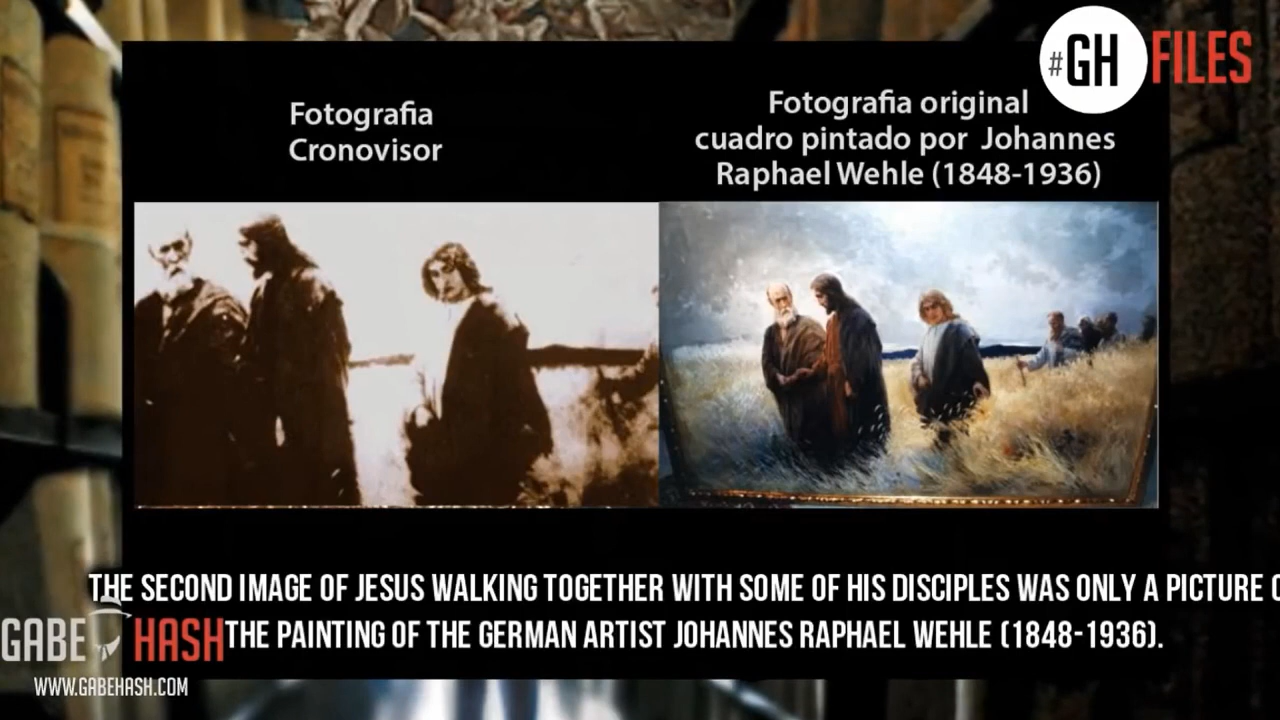 #GH FILES
Fotografia
Cronovisor
Fotografia original
cuadro pintado por Johannes
Raphael Wehle (1848-1936)
THE SECOND IMAGE OF JESUS WALKING TOGETHER WITH SOME OF HIS DISCIPLES WAS ONLY A PICTURE
THE PAINTING OF THE GERMAN ARTIST JOHANNES RAPHAEL WEHLE (1848-1936).
GABE HASH
WWW.GABEHASH.COM